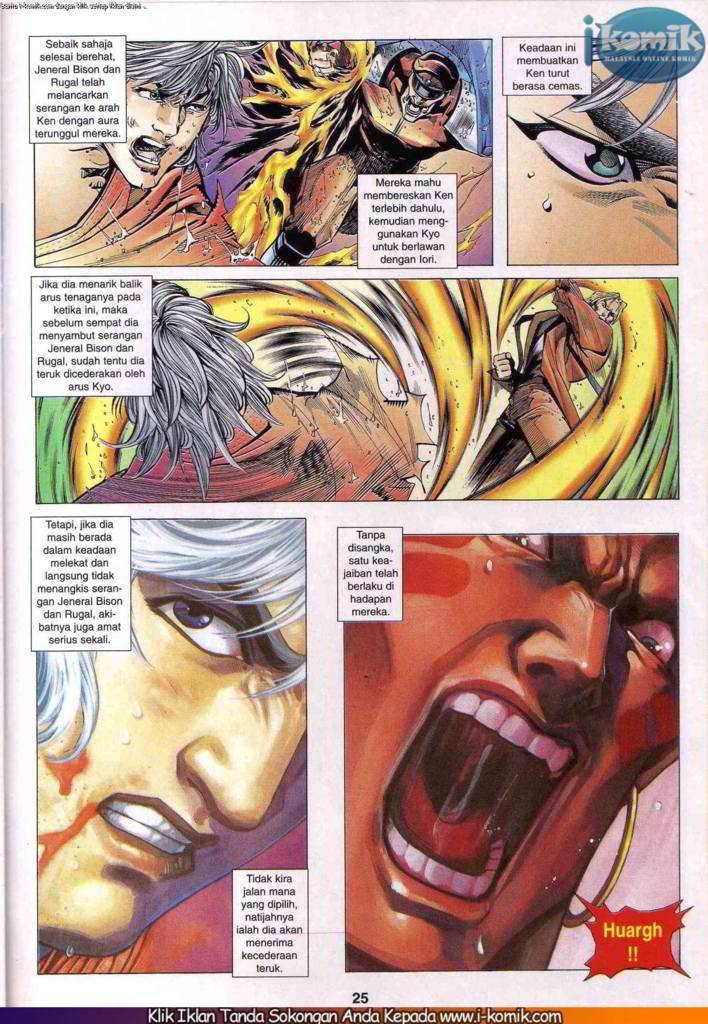 ikomik
MALAYSIA ONLINE KOMIK
Sebaik sahaja
selesai berehat,
Jeneral Bison dan
Rugal telah
melancarkan
serangan ke arah
Ken dengan aura
terunggul mereka.
Mereka mahu
membereskan Ken
terlebih dahulu,
kemudian meng-
gunakan Kyo
untuk berlawan
dengan Iori.
Keadaan ini
membuatkan
Ken turut
berasa cemas.
Jika dia menarik balik
arus tenaganya pada
ketika ini, maka
sebelum sempat dia
menyambut serangan
Jeneral Bison dan
Rugal, sudah tentu dia
teruk dicederakan oleh
arus Kyo.
Tetapi, jika dia
masih berada
dalam keadaan
melekat dan
langsung tidak
menangkis seran-
gan Jeneral Bison
dan Rugal, aki-
batnya juga amat
serius sekali.
Tidak kira
jalan mana
yang dipilih,
natijahnya
ialah dia akan
menerima
kecederaan
teruk.
Tanpa
disangka,
satu kea-
jaiban telah
berlaku di
hadapan
mereka.
Huargh
!!
25
Klik Iklan Tanda Sokongan Anda Kepada www.i-komik.com